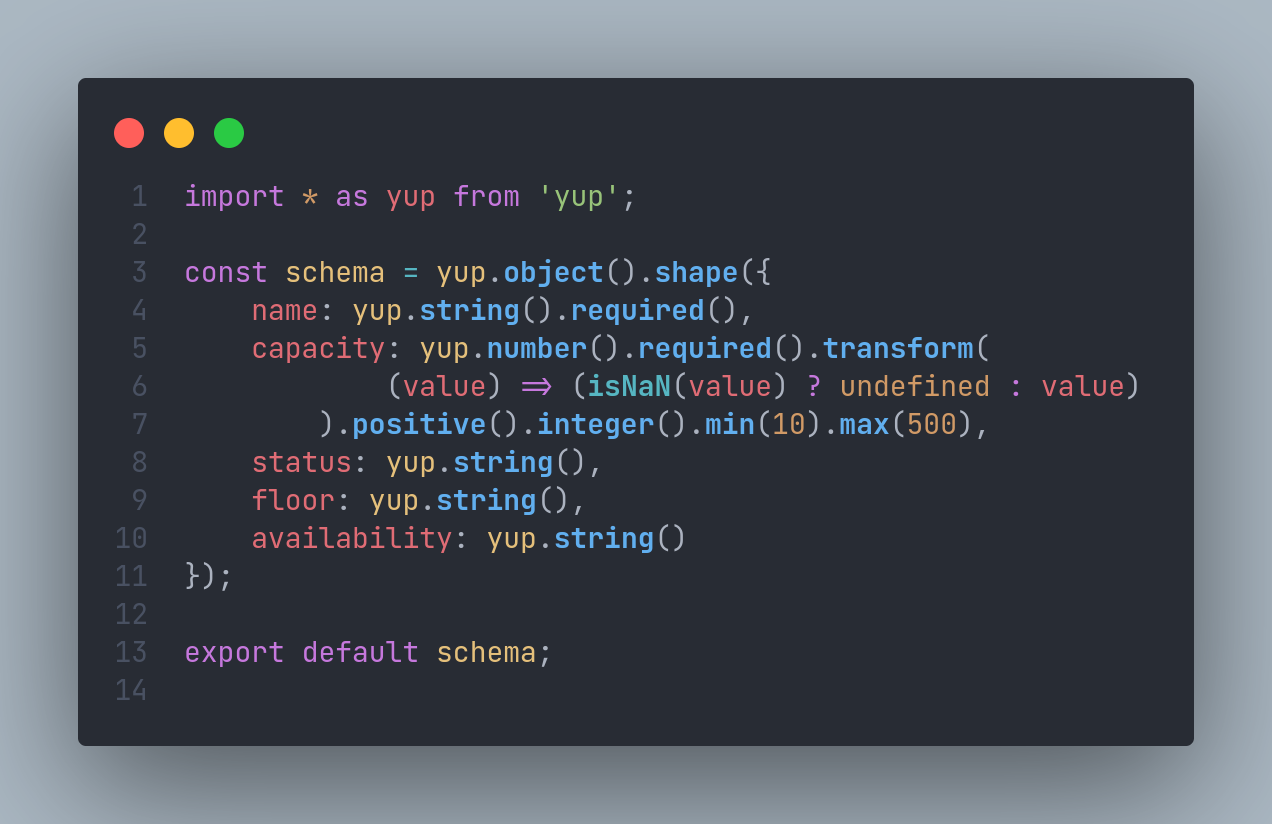 1 import * as yup from 'yup';
2
3 const schema = yup.object().shape({
4     name: yup.string().required(),
5     capacity: yup.number().required().transform(
6             (value) => (isNaN(value) ? undefined : value)
7         ).positive().integer().min(10).max(500),
8     status: yup.string(),
9     floor: yup.string(),
10     availability: yup.string()
11 });
12
13 export default schema;
14